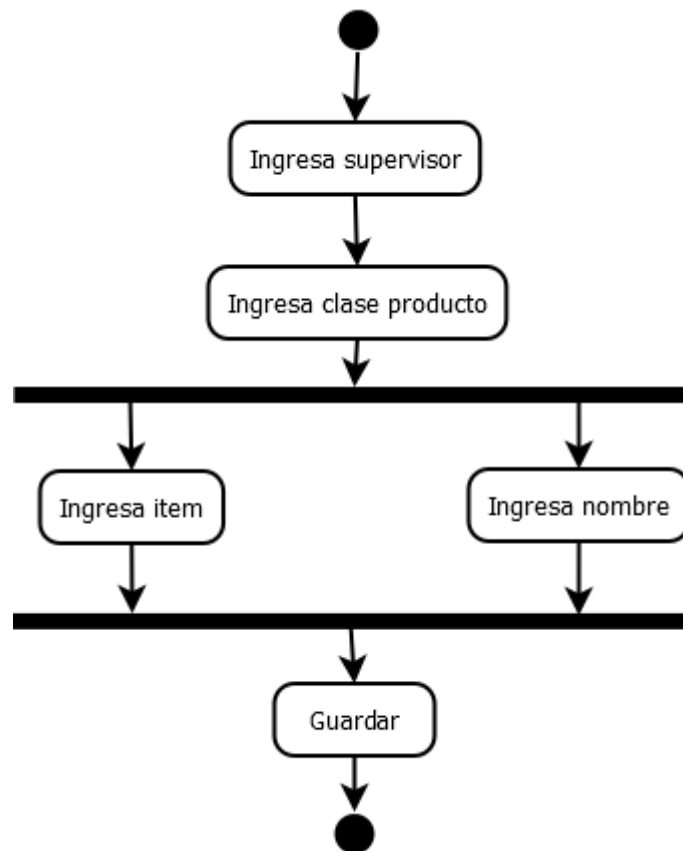 Ingresa supervisor
Ingresa clase producto
Ingresa item
Ingresa nombre
Guardar